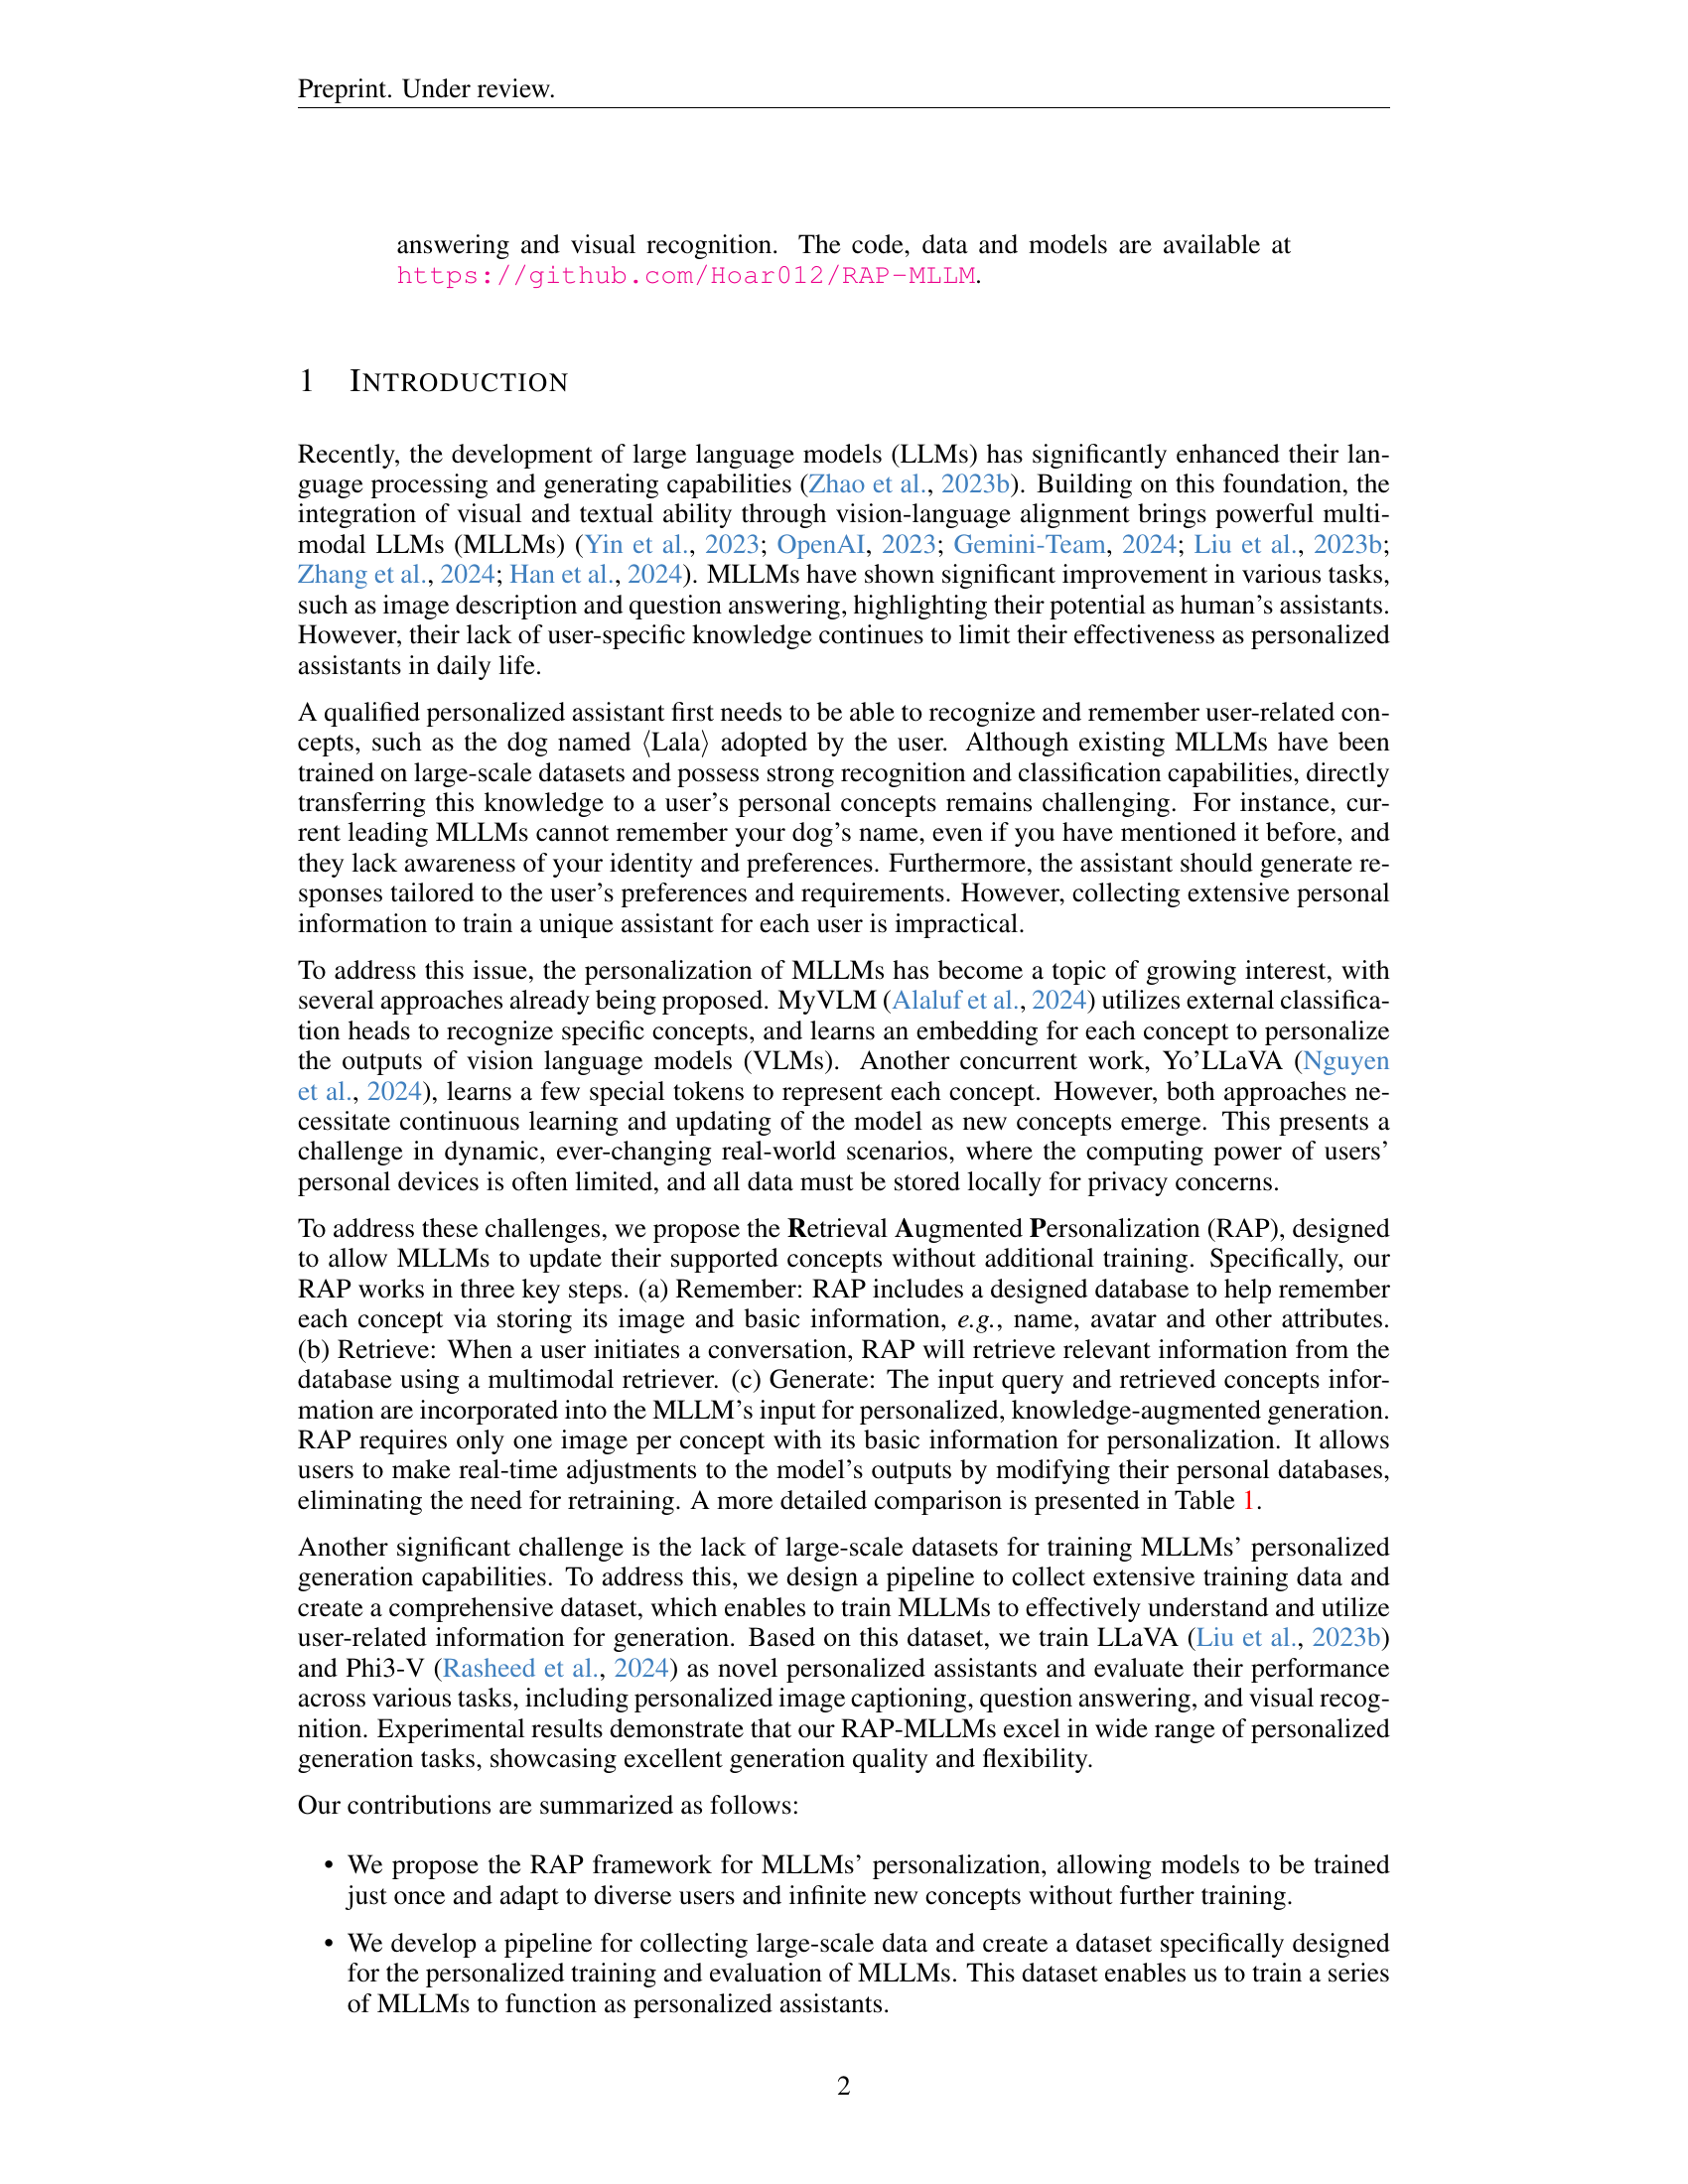 Preprint. Under review.
answering and visual recognition. The code, data and models are available at
https://github.com/Hoar012/RAP-MLLM.
1 INTRODUCTION
Recently, the development of large language models (LLMs) has significantly enhanced their lan-
guage processing and generating capabilities (Zhao et al., 2023b). Building on this foundation, the
integration of visual and textual ability through vision-language alignment brings powerful multi-
modal LLMs (MLLMs) (Yin et al., 2023; OpenAI, 2023; Gemini-Team, 2024; Liu et al., 2023b;
Zhang et al., 2024; Han et al., 2024). MLLMs have shown significant improvement in various tasks,
such as image description and question answering, highlighting their potential as human's assistants.
However, their lack of user-specific knowledge continues to limit their effectiveness as personalized
assistants in daily life.
A qualified personalized assistant first needs to be able to recognize and remember user-related con-
cepts, such as the dog named ⟨Lala⟩ adopted by the user. Although existing MLLMs have been
trained on large-scale datasets and possess strong recognition and classification capabilities, directly
transferring this knowledge to a user's personal concepts remains challenging. For instance, cur-
rent leading MLLMs cannot remember your dog's name, even if you have mentioned it before, and
they lack awareness of your identity and preferences. Furthermore, the assistant should generate re-
sponses tailored to the user's preferences and requirements. However, collecting extensive personal
information to train a unique assistant for each user is impractical.
To address this issue, the personalization of MLLMs has become a topic of growing interest, with
several approaches already being proposed. MyVLM (Alaluf et al., 2024) utilizes external classifica-
tion heads to recognize specific concepts, and learns an embedding for each concept to personalize
the outputs of vision language models (VLMs). Another concurrent work, Yo'LLaVA (Nguyen
et al., 2024), learns a few special tokens to represent each concept. However, both approaches ne-
cessitate continuous learning and updating of the model as new concepts emerge. This presents a
challenge in dynamic, ever-changing real-world scenarios, where the computing power of users'
personal devices is often limited, and all data must be stored locally for privacy concerns.
To address these challenges, we propose the Retrieval Augmented Personalization (RAP), designed
to allow MLLMs to update their supported concepts without additional training. Specifically, our
RAP works in three key steps. (a) Remember: RAP includes a designed database to help remember
each concept via storing its image and basic information, e.g., name, avatar and other attributes.
(b) Retrieve: When a user initiates a conversation, RAP will retrieve relevant information from the
database using a multimodal retriever. (c) Generate: The input query and retrieved concepts infor-
mation are incorporated into the MLLM's input for personalized, knowledge-augmented generation.
RAP requires only one image per concept with its basic information for personalization. It allows
users to make real-time adjustments to the model's outputs by modifying their personal databases,
eliminating the need for retraining. A more detailed comparison is presented in Table 1.
Another significant challenge is the lack of large-scale datasets for training MLLMs' personalized
generation capabilities. To address this, we design a pipeline to collect extensive training data and
create a comprehensive dataset, which enables to train MLLMs to effectively understand and utilize
user-related information for generation. Based on this dataset, we train LLaVA (Liu et al., 2023b)
and Phi3-V (Rasheed et al., 2024) as novel personalized assistants and evaluate their performance
across various tasks, including personalized image captioning, question answering, and visual recog-
nition. Experimental results demonstrate that our RAP-MLLMs excel in wide range of personalized
generation tasks, showcasing excellent generation quality and flexibility.
Our contributions are summarized as follows:
• We propose the RAP framework for MLLMs' personalization, allowing models to be trained
just once and adapt to diverse users and infinite new concepts without further training.
• We develop a pipeline for collecting large-scale data and create a dataset specifically designed
for the personalized training and evaluation of MLLMs. This dataset enables us to train a series
of MLLMs to function as personalized assistants.
2